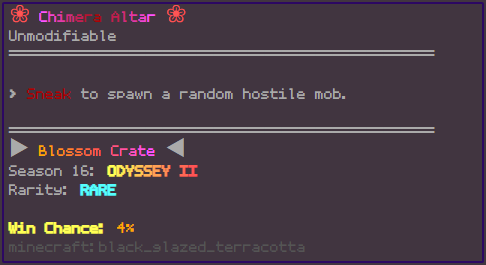 ❀ Chimera Altar ❀
Unmodifiable
> Sneak to spawn a random hostile mob.
▶ Blossom Crate ◀
Season 16: ODYSSEY II
Rarity: RARE
Win Chance: 4%
minecraft:black_glazed_terracotta